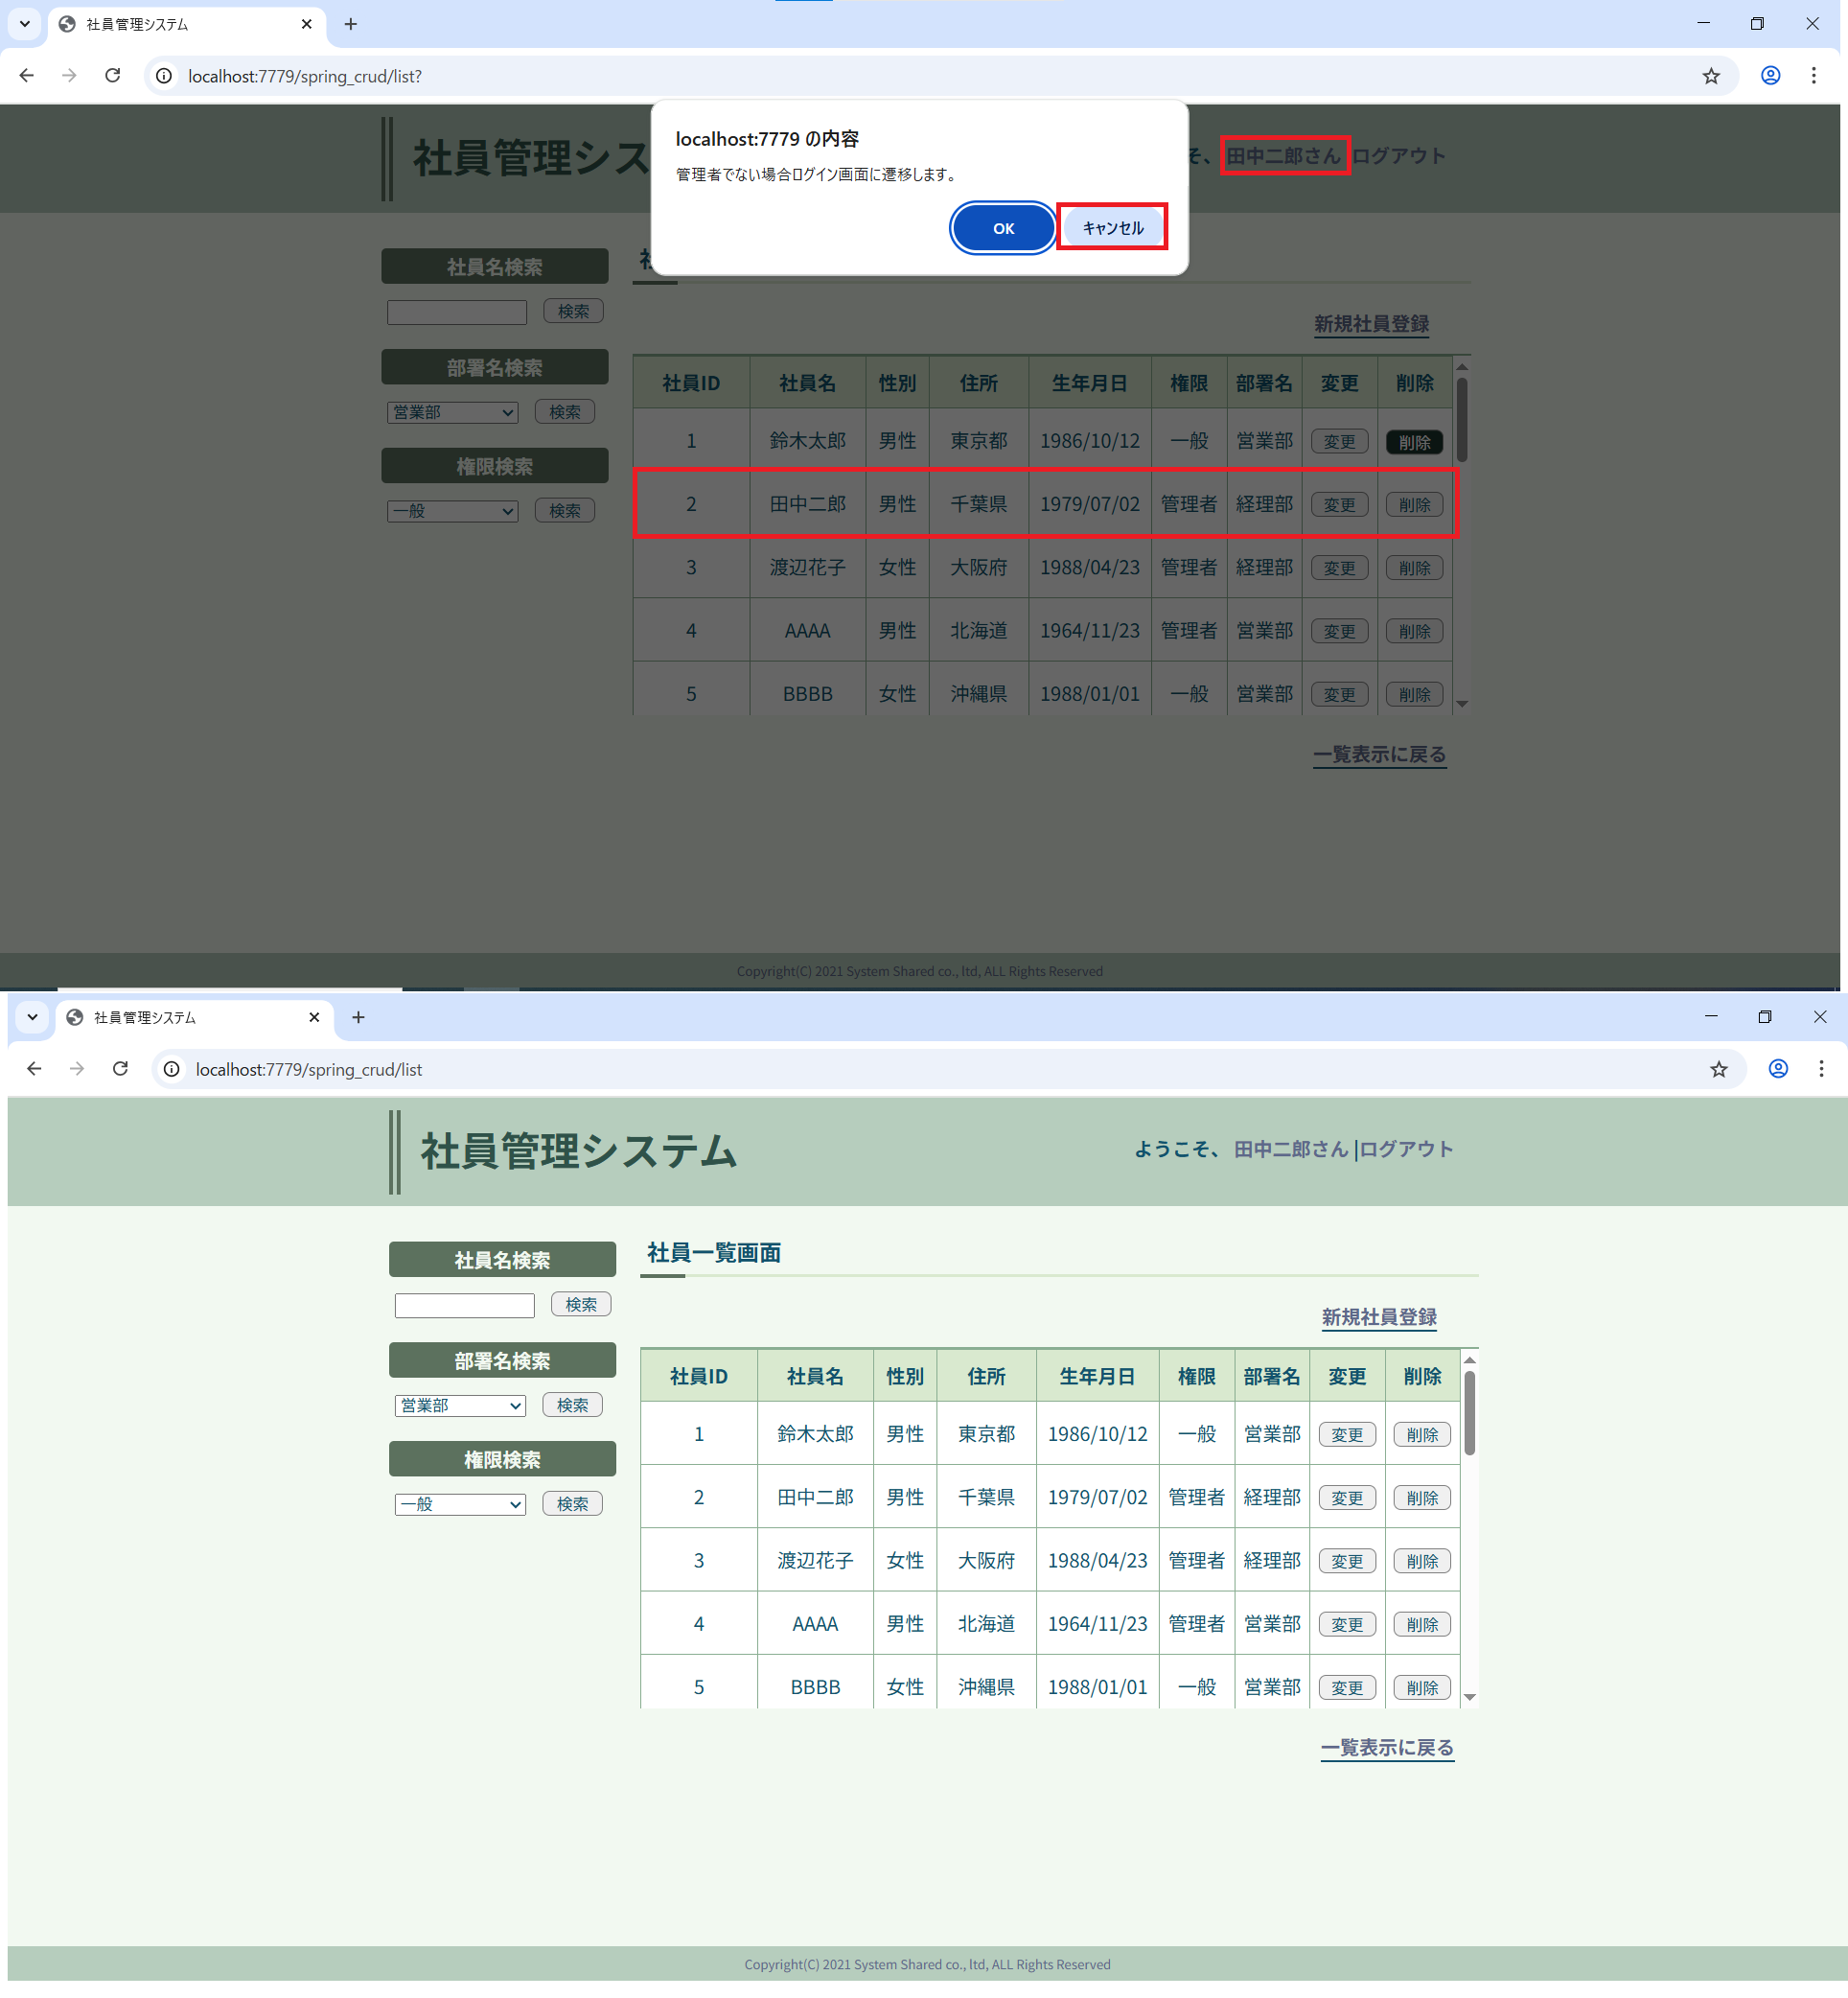 社員管理システム
localhost:7779/spring_crud/list?
localhost:7779 の内容
管理者でない場合ログイン画面に遷移します。
OK キャンセル
社員管理シス
そ、 田中二郎さん ログアウト
社員名検索
検索
部署名検索
営業部 検索
権限検索
一般 検索
新規社員登録
社員ID 社員名 性別 住所 生年月日 権限 部署名 変更 削除
1 鈴木太郎 男性 東京都 1986/10/12 一般 営業部 変更 削除
2 田中二郎 男性 千葉県 1979/07/02 管理者 経理部 変更 削除
3 渡辺花子 女性 大阪府 1988/04/23 管理者 経理部 変更 削除
4 AAAA 男性 北海道 1964/11/23 管理者 営業部 変更 削除
5 BBBB 女性 沖縄県 1988/01/01 一般 営業部 変更 削除
一覧表示に戻る
Copyright(C) 2021 System Shared co., ltd, ALL Rights Reserved
社員管理システム
localhost:7779/spring_crud/list
社員管理システム
ようこそ、 田中二郎さん |ログアウト
社員名検索
検索
部署名検索
営業部 検索
権限検索
一般 検索
社員一覧画面
新規社員登録
社員ID 社員名 性別 住所 生年月日 権限 部署名 変更 削除
1 鈴木太郎 男性 東京都 1986/10/12 一般 営業部 変更 削除
2 田中二郎 男性 千葉県 1979/07/02 管理者 経理部 変更 削除
3 渡辺花子 女性 大阪府 1988/04/23 管理者 経理部 変更 削除
4 AAAA 男性 北海道 1964/11/23 管理者 営業部 変更 削除
5 BBBB 女性 沖縄県 1988/01/01 一般 営業部 変更 削除
一覧表示に戻る
Copyright(C) 2021 System Shared co., ltd, ALL Rights Reserved